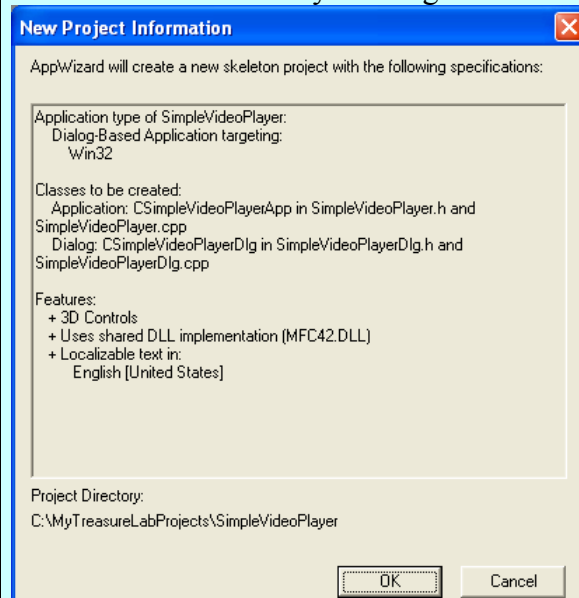 New Project Information
AppWizard will create a new skeleton project with the following specifications:
Application type of SimpleVideoPlayer:
Dialog-Based Application targeting:
Win32
Classes to be created:
Application: CSimpleVideoPlayerApp in SimpleVideoPlayer.h and
SimpleVideoPlayer.cpp
Dialog: CSimpleVideoPlayerDlg in SimpleVideoPlayerDlg.h and
SimpleVideoPlayerDlg.cpp
Features:
+ 3D Controls
+ Uses shared DLL implementation (MFC42.DLL)
+ Localizable text in:
English [United States]
Project Directory:
C:\MyTreasureLabProjects\SimpleVideoPlayer
OK
Cancel